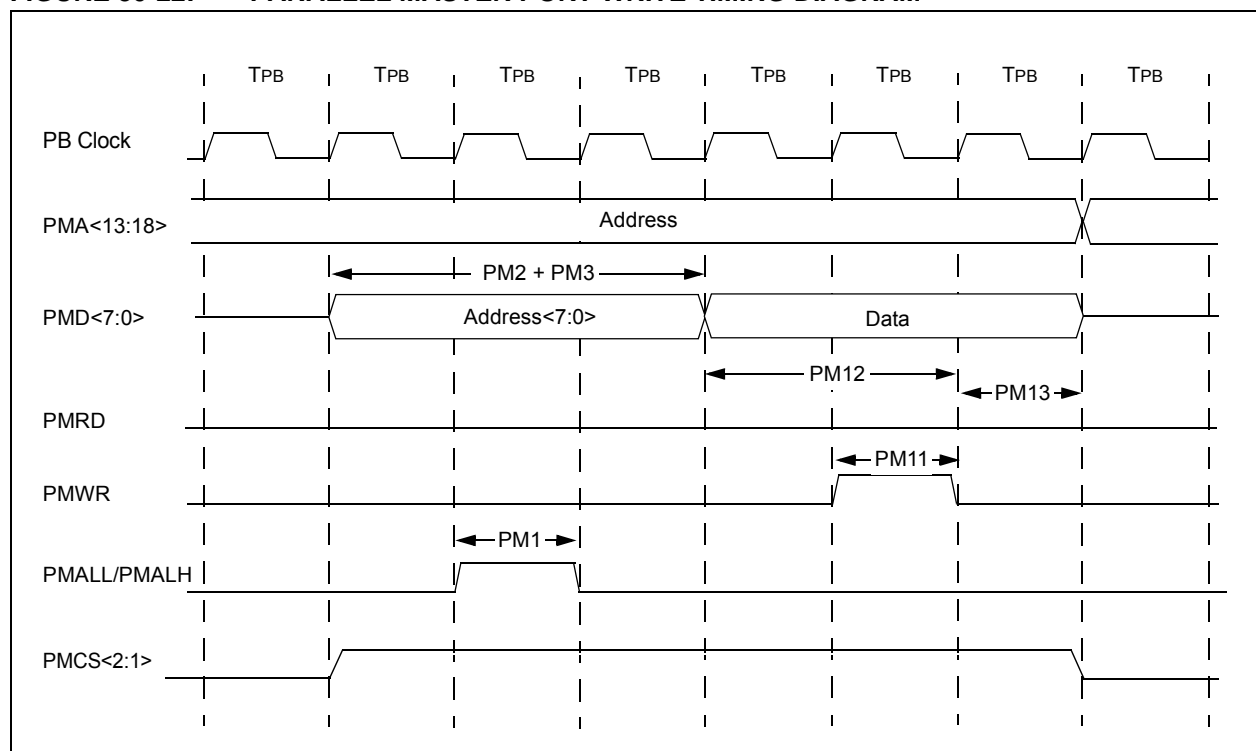 TPB TPB TPB TPB TPB TPB TPB TPB
PB Clock
PMA<13:18>
Address
PM2 + PM3
PMD<7:0>
Address<7:0>
Data
PM12
PM13
PMRD
PM11
PMWR
PM1
PMALL/PMALH
PMCS<2:1>